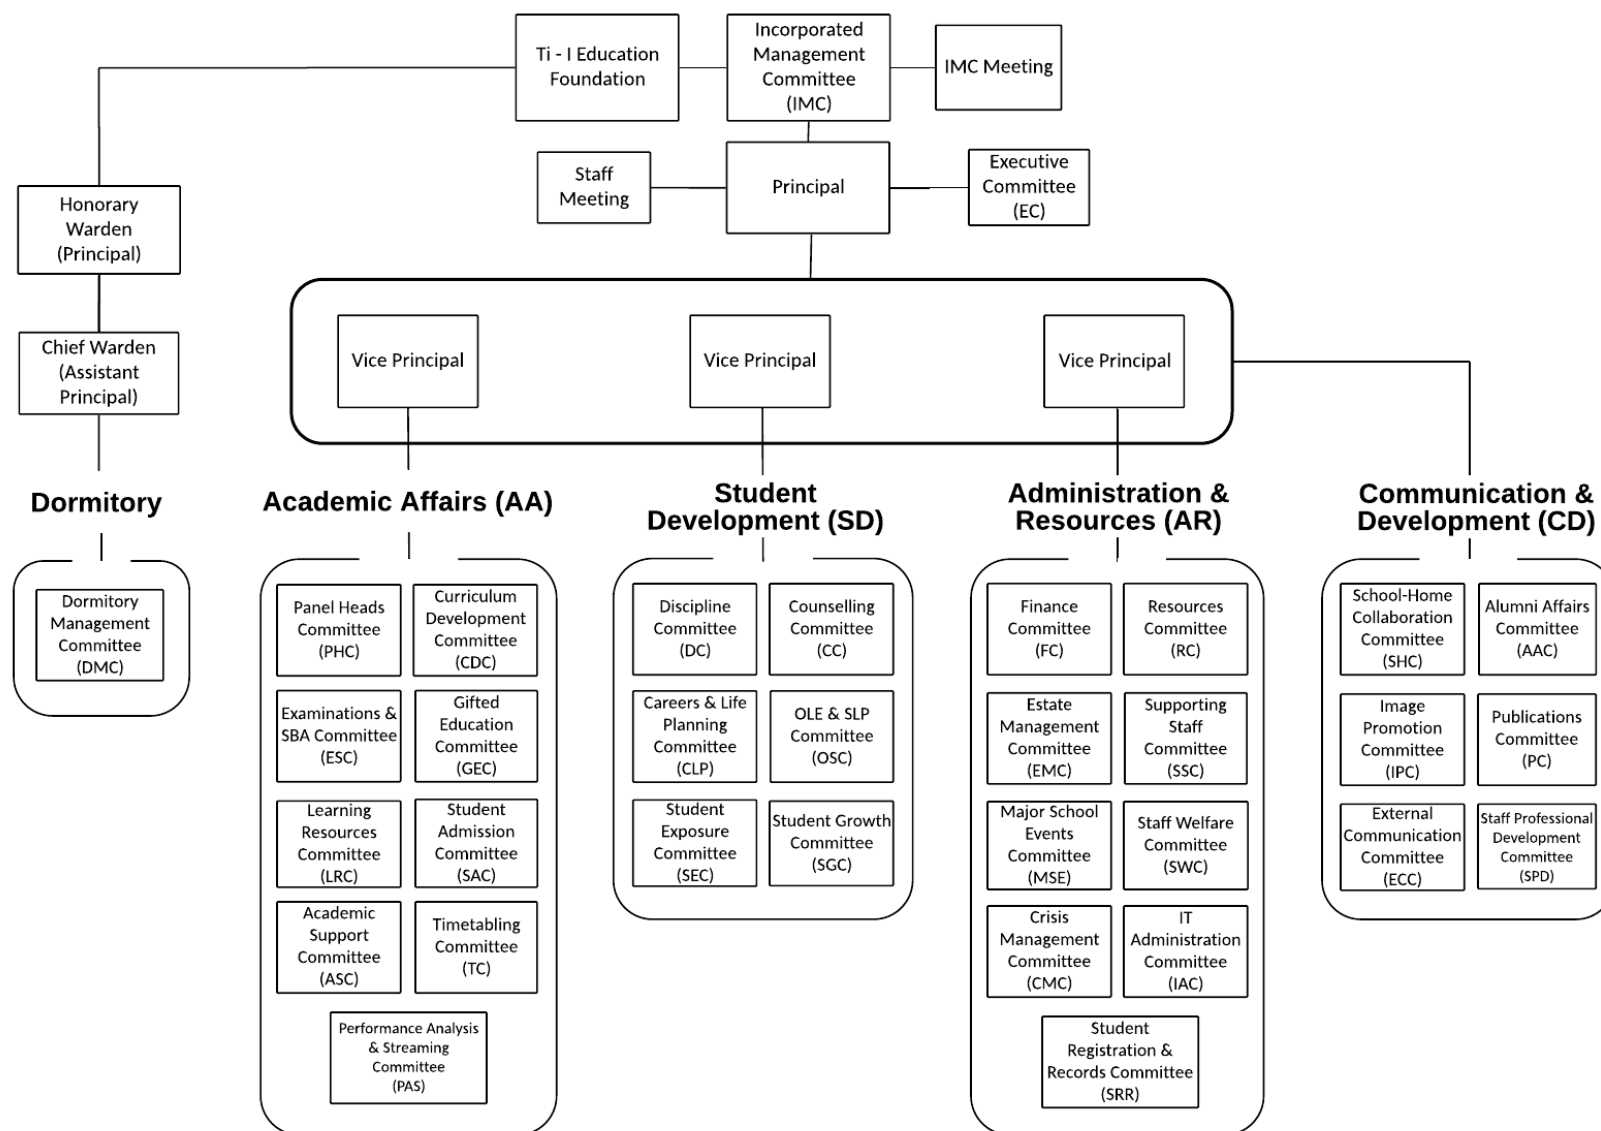 Ti - I Education
Foundation
Incorporated
Management
Committee
(IMC)
IMC Meeting
Staff
Meeting
Principal
Executive
Committee
(EC)
Honorary
Warden
(Principal)
Chief Warden
(Assistant
Principal)
Vice Principal
Vice Principal
Vice Principal
Dormitory
Dormitory
Management
Committee
(DMC)
Academic Affairs (AA)
Panel Heads
Committee
(PHC)
Curriculum
Development
Committee
(CDC)
Examinations &
SBA Committee
(ESC)
Gifted
Education
Committee
(GEC)
Learning
Resources
Committee
(LRC)
Student
Admission
Committee
(SAC)
Academic
Support
Committee
(ASC)
Timetabling
Committee
(TC)
Performance Analysis
& Streaming
Committee
(PAS)
Student
Development (SD)
Discipline
Committee
(DC)
Counselling
Committee
(CC)
Careers & Life
Planning
Committee
(CLP)
OLE & SLP
Committee
(OSC)
Student
Exposure
Committee
(SEC)
Student Growth
Committee
(SGC)
Administration &
Resources (AR)
Finance
Committee
(FC)
Resources
Committee
(RC)
Estate
Management
Committee
(EMC)
Supporting
Staff
Committee
(SSC)
Major School
Events
Committee
(MSE)
Staff Welfare
Committee
(SWC)
Crisis
Management
Committee
(CMC)
IT
Administration
Committee
(IAC)
Student
Registration &
Records Committee
(SRR)
Communication &
Development (CD)
School-Home
Collaboration
Committee
(SHC)
Alumni Affairs
Committee
(AAC)
Image
Promotion
Committee
(IPC)
Publications
Committee
(PC)
External
Communication
Committee
(ECC)
Staff Professional
Development
Committee
(SPD)